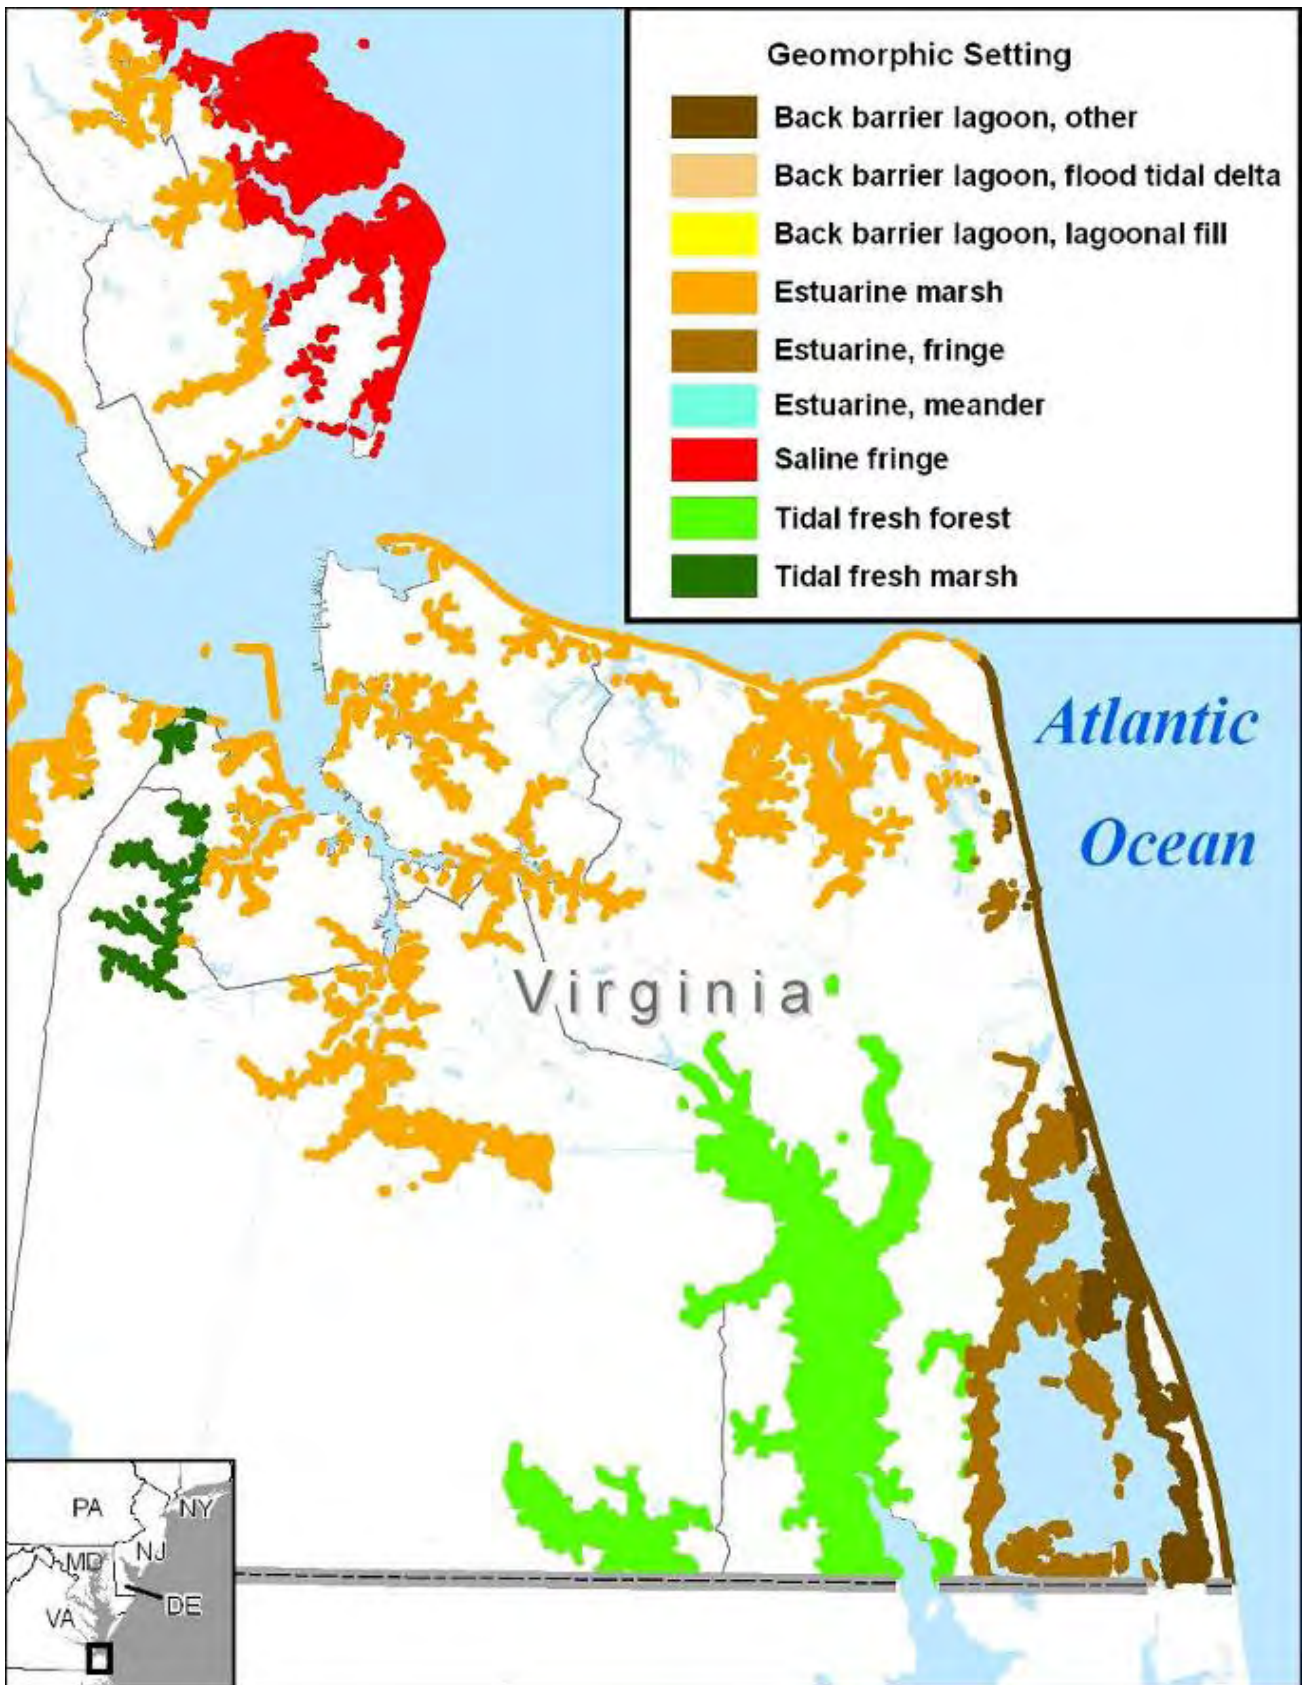 Geomorphic Setting
Back barrier lagoon, other
Back barrier lagoon, flood tidal delta
Back barrier lagoon, lagoonal fill
Estuarine marsh
Estuarine, fringe
Estuarine, meander
Saline fringe
Tidal fresh forest
Tidal fresh marsh
Atlantic
Ocean
Virginia
PA
NY
MD
NJ
DE
VA